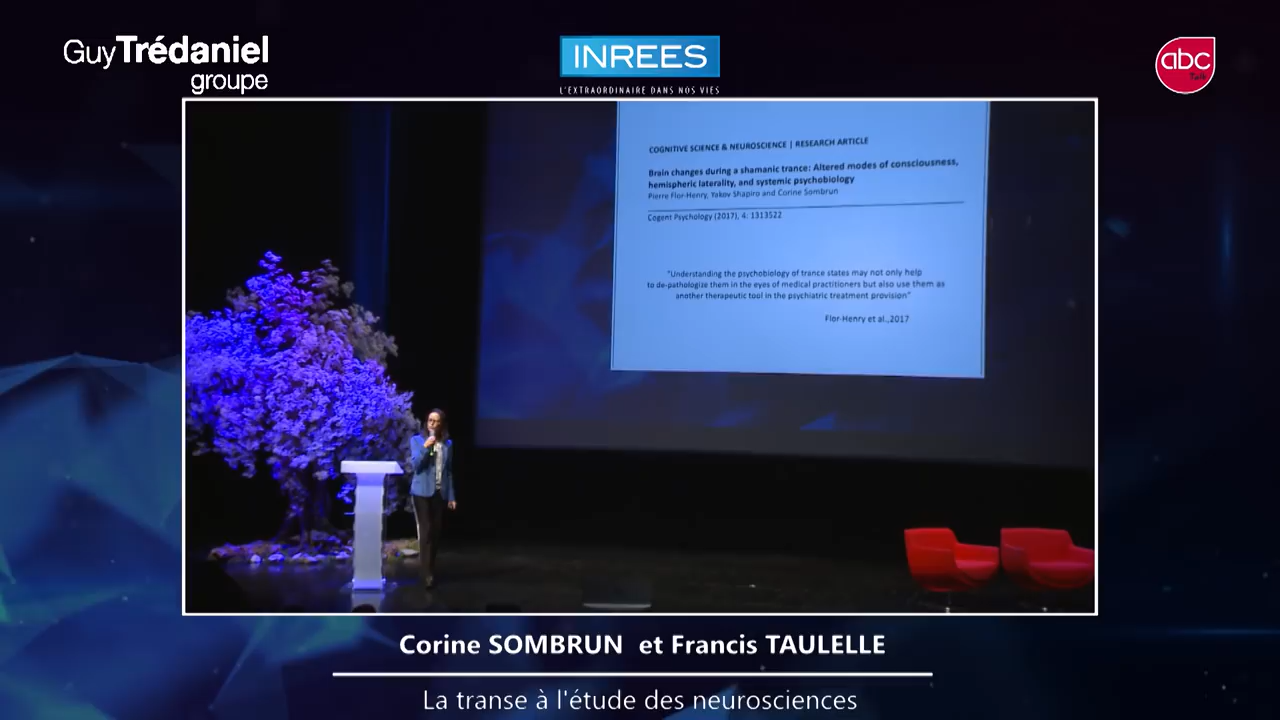 GuyTrédaniel
groupe
INREES
L'EXTRAORDINAIRE DANS NOS VIES
abc
Talk
COGNITIVE SCIENCE & NEUROSCIENCE | RESEARCH ARTICLE
Brain changes during a shamanic trance: Altered modes of consciousness,
hemispheric laterality, and systemic psychobiology
Pierre Flor-Henry, Yakov Shapiro and Corine Sombrun
Cogent Psychology (2017), 4: 1313522
"Understanding the psychobiology of trance states may not only help
to de-pathologize them in the eyes of medical practitioners but also use them as
another therapeutic tool in the psychiatric treatment provision"
Flor-Henry et al.,2017
Corine SOMBRUN et Francis TAULELLE
La transe à l'étude des neurosciences